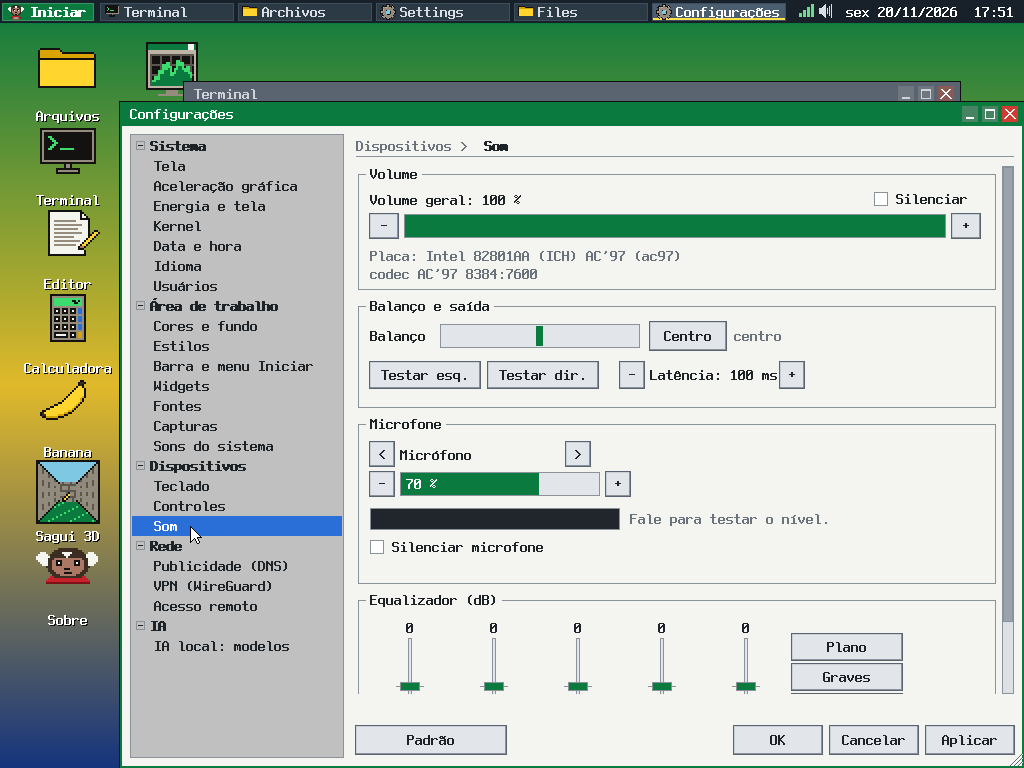 Iniciar Terminal Archivos Settings Files Configurações sex 20/11/2026 17:51
Arquivos
Terminal
Editor
Calculadora
Banana
Sagui 3D
Sobre
Terminal
Configurações
Sistema
Tela
Aceleração gráfica
Energia e tela
Kernel
Data e hora
Idioma
Usuários
Área de trabalho
Cores e fundo
Estilos
Barra e menu Iniciar
Widgets
Fontes
Capturas
Sons do sistema
Dispositivos
Teclado
Controles
Som
Rede
Publicidade (DNS)
VPN (WireGuard)
Acesso remoto
IA
IA local: modelos
Dispositivos > Som
Volume
Volume geral: 100 % Silenciar
- +
Placa: Intel 82801AA (ICH) AC'97 (ac97)
codec AC'97 8384:7600
Balanço e saída
Balanço Centro centro
Testar esq. Testar dir. - Latência: 100 ms +
Microfone
< Micrófono >
- 70 % +
Fale para testar o nível.
Silenciar microfone
Equalizador (dB)
0 0 0 0 0
Plano
Graves
Padrão OK Cancelar Aplicar